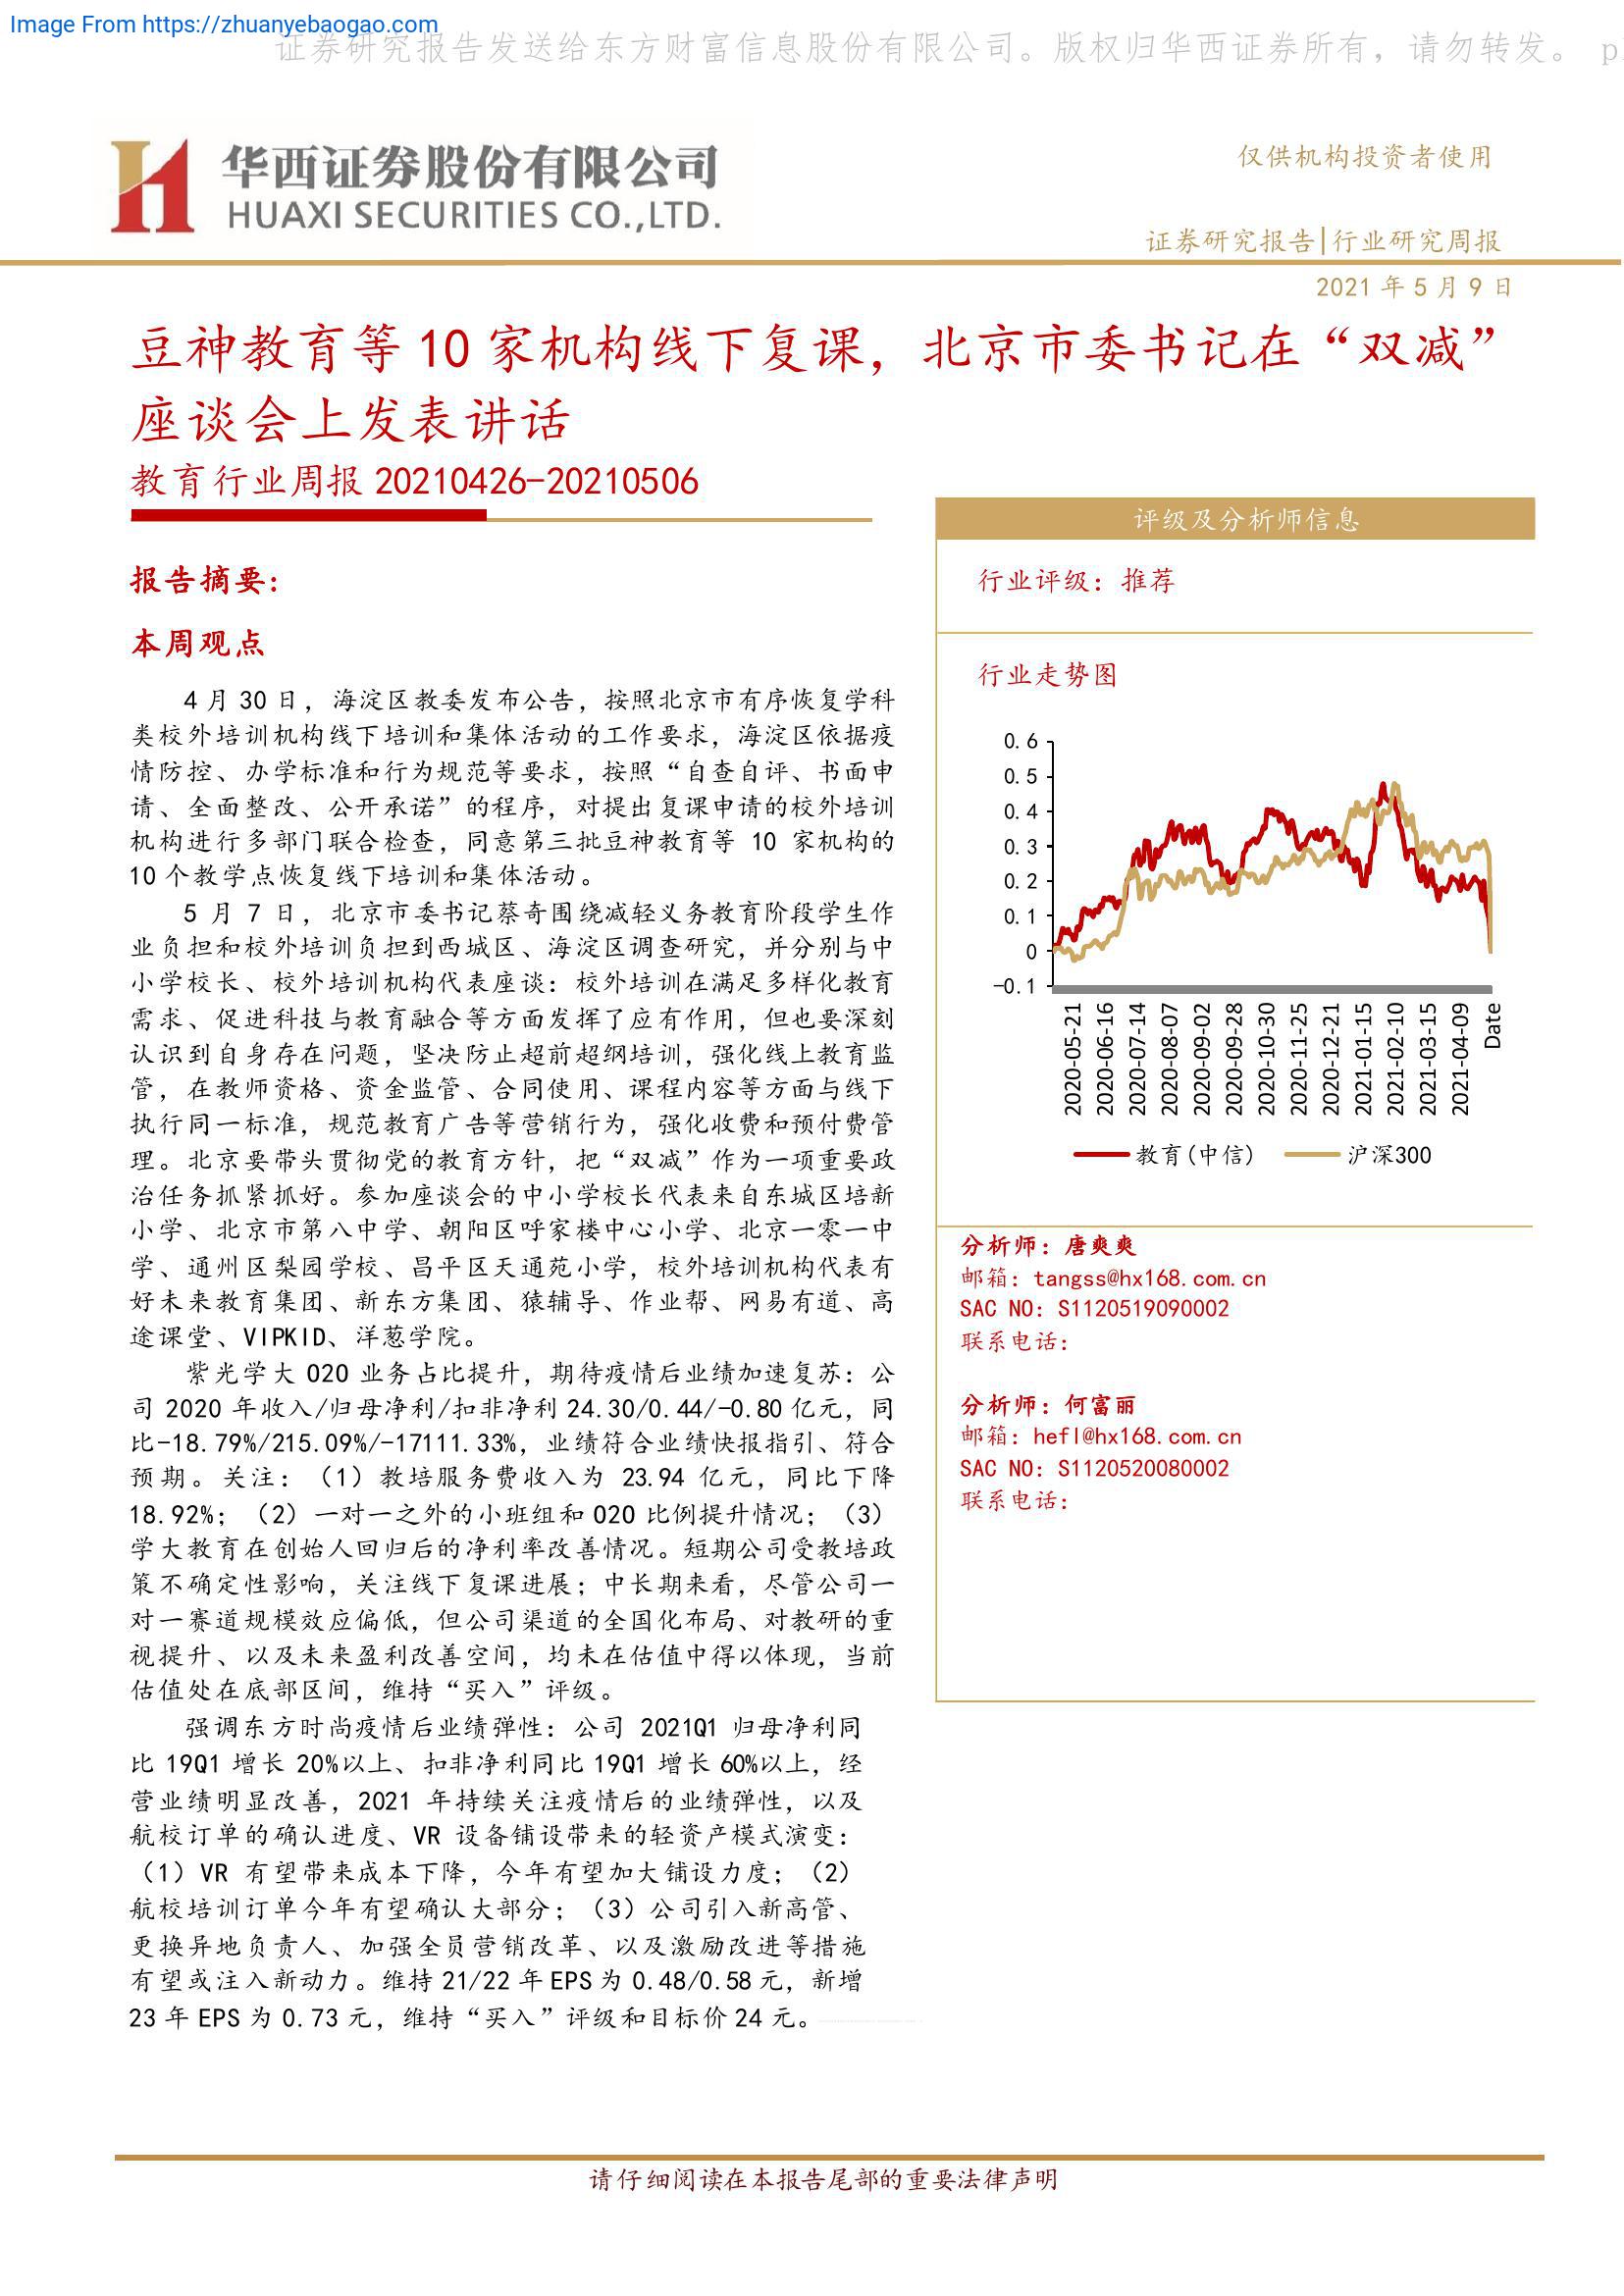 Image From https://zhuanyebaogao.com
证券研究报告发送给东方财富信息股份有限公司。版权归华西证券所有，请勿转发。 p
华西证券股份有限公司
HUAXI SECURITIES CO.,LTD.
仅供机构投资者使用
证券研究报告|行业研究周报
2021 年 5 月 9 日
豆神教育等 10 家机构线下复课，北京市委书记在“双减”
座谈会上发表讲话
教育行业周报 20210426-20210506
报告摘要：
本周观点
4 月 30 日，海淀区教委发布公告，按照北京市有序恢复学科
类校外培训机构线下培训和集体活动的工作要求，海淀区依据疫
情防控、办学标准和行为规范等要求，按照“自查自评、书面申
请、全面整改、公开承诺”的程序，对提出复课申请的校外培训
机构进行多部门联合检查，同意第三批豆神教育等 10 家机构的
10 个教学点恢复线下培训和集体活动。
5 月 7 日，北京市委书记蔡奇围绕减轻义务教育阶段学生作
业负担和校外培训负担到西城区、海淀区调查研究，并分别与中
小学校长、校外培训机构代表座谈：校外培训在满足多样化教育
需求、促进科技与教育融合等方面发挥了应有作用，但也要深刻
认识到自身存在问题，坚决防止超前超纲培训，强化线上教育监
管，在教师资格、资金监管、合同使用、课程内容等方面与线下
执行同一标准，规范教育广告等营销行为，强化收费和预付费管
理。北京要带头贯彻党的教育方针，把“双减”作为一项重要政
治任务抓紧抓好。参加座谈会的中小学校长代表来自东城区培新
小学、北京市第八中学、朝阳区呼家楼中心小学、北京一零一中
学、通州区梨园学校、昌平区天通苑小学，校外培训机构代表有
好未来教育集团、新东方集团、猿辅导、作业帮、网易有道、高
途课堂、VIPKID、洋葱学院。
紫光学大 O2O 业务占比提升，期待疫情后业绩加速复苏：公
司 2020 年收入/归母净利/扣非净利 24.30/0.44/-0.80 亿元，同
比-18.79%/215.09%/-17111.33%，业绩符合业绩快报指引、符合
预期。关注：（1）教培服务费收入为 23.94 亿元，同比下降
18.92%；（2）一对一之外的小班组和 O2O 比例提升情况；（3）
学大教育在创始人回归后的净利率改善情况。短期公司受教培政
策不确定性影响，关注线下复课进展；中长期来看，尽管公司一
对一赛道规模效应偏低，但公司渠道的全国化布局、对教研的重
视提升、以及未来盈利改善空间，均未在估值中得以体现，当前
估值处在底部区间，维持“买入”评级。
强调东方时尚疫情后业绩弹性：公司 2021Q1 归母净利同
比 19Q1 增长 20%以上、扣非净利同比 19Q1 增长 60%以上，经
营业绩明显改善，2021 年持续关注疫情后的业绩弹性，以及
航校订单的确认进度、VR 设备铺设带来的轻资产模式演变：
（1）VR 有望带来成本下降，今年有望加大铺设力度；（2）
航校培训订单今年有望确认大部分；（3）公司引入新高管、
更换异地负责人、加强全员营销改革、以及激励改进等措施
有望或注入新动力。维持 21/22 年 EPS 为 0.48/0.58 元，新增
23 年 EPS 为 0.73 元，维持“买入”评级和目标价 24 元。
评级及分析师信息
行业评级：推荐
行业走势图
0.6
0.5
0.4
0.3
0.2
0.1
0
-0.1
2020-05-21
2020-06-16
2020-07-14
2020-08-07
2020-09-02
2020-09-28
2020-10-30
2020-11-25
2020-12-21
2021-01-15
2021-02-10
2021-03-15
2021-04-09
Date
教育(中信)
沪深300
分析师：唐爽爽
邮箱：tangss@hx168.com.cn
SAC NO：S1120519090002
联系电话：
分析师：何富丽
邮箱：hefl@hx168.com.cn
SAC NO：S1120520080002
联系电话：
请仔细阅读在本报告尾部的重要法律声明